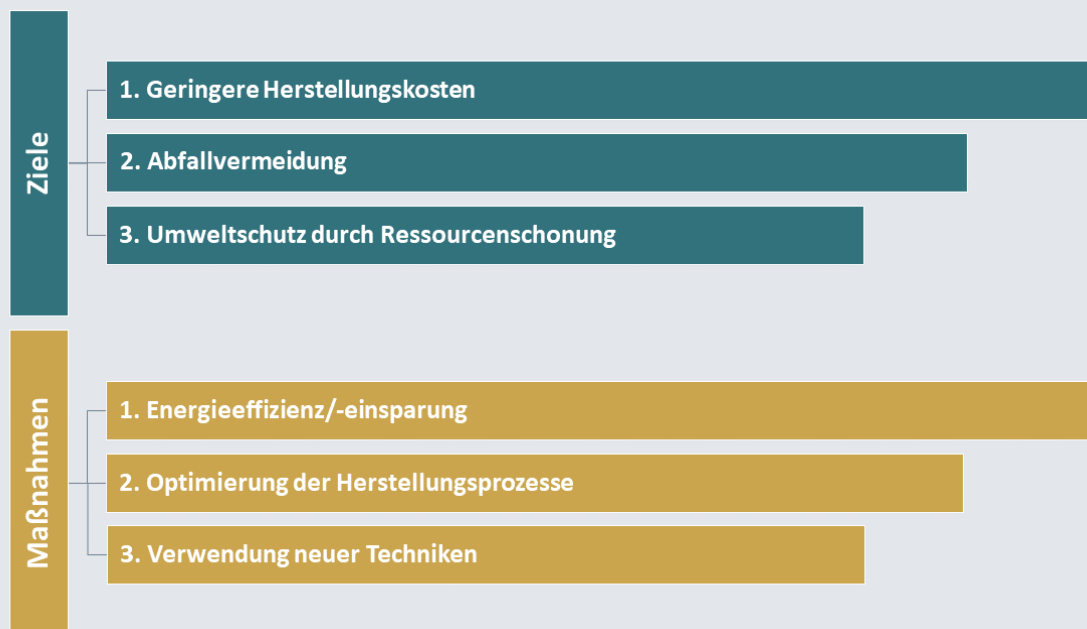 Ziele
1. Geringere Herstellungskosten
2. Abfallvermeidung
3. Umweltschutz durch Ressourcenschonung
Maßnahmen
1. Energieeffizienz/-einsparung
2. Optimierung der Herstellungsprozesse
3. Verwendung neuer Techniken